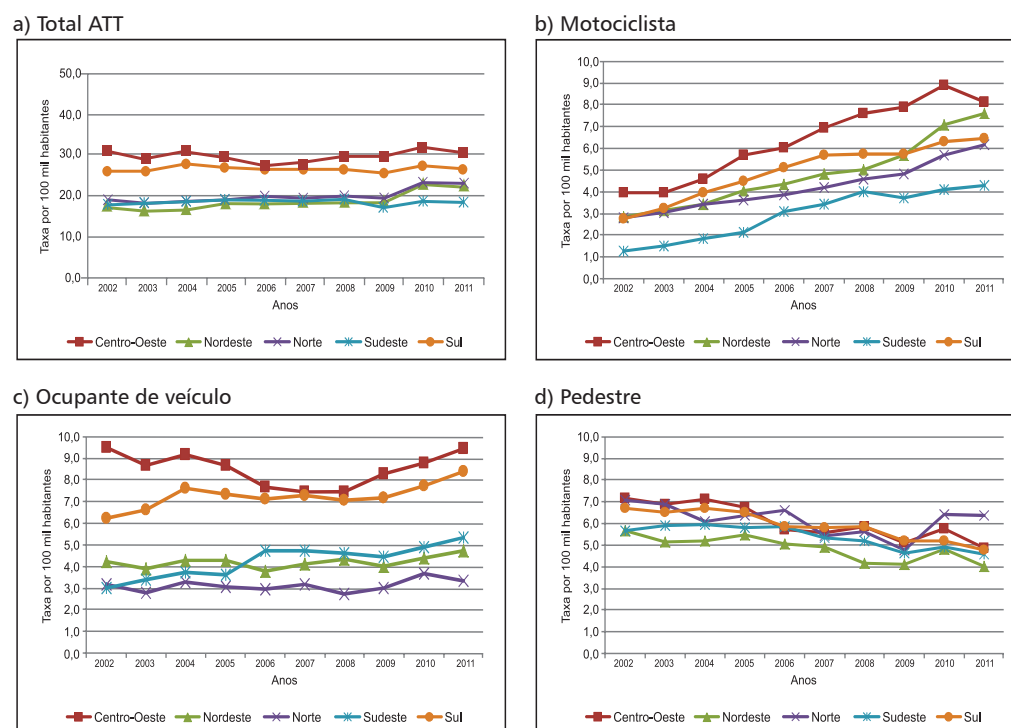 a) Total ATT
Taxa por 100 mil habitantes
50,0
40,0
30,0
20,0
10,0
0,0
2002 2003 2004 2005 2006 2007 2008 2009 2010 2011
Anos
Centro-Oeste Nordeste Norte Sudeste Sul
b) Motociclista
Taxa por 100 mil habitantes
10,0
9,0
8,0
7,0
6,0
5,0
4,0
3,0
2,0
1,0
0,0
2002 2003 2004 2005 2006 2007 2008 2009 2010 2011
Anos
Centro-Oeste Nordeste Norte Sudeste Sul
c) Ocupante de veículo
Taxa por 100 mil habitantes
10,0
9,0
8,0
7,0
6,0
5,0
4,0
3,0
2,0
1,0
0,0
2002 2003 2004 2005 2006 2007 2008 2009 2010 2011
Anos
Centro-Oeste Nordeste Norte Sudeste Sul
d) Pedestre
Taxa por 100 mil habitantes
10,0
9,0
8,0
7,0
6,0
5,0
4,0
3,0
2,0
1,0
0,0
2002 2003 2004 2005 2006 2007 2008 2009 2010 2011
Anos
Centro-Oeste Nordeste Norte Sudeste Sul